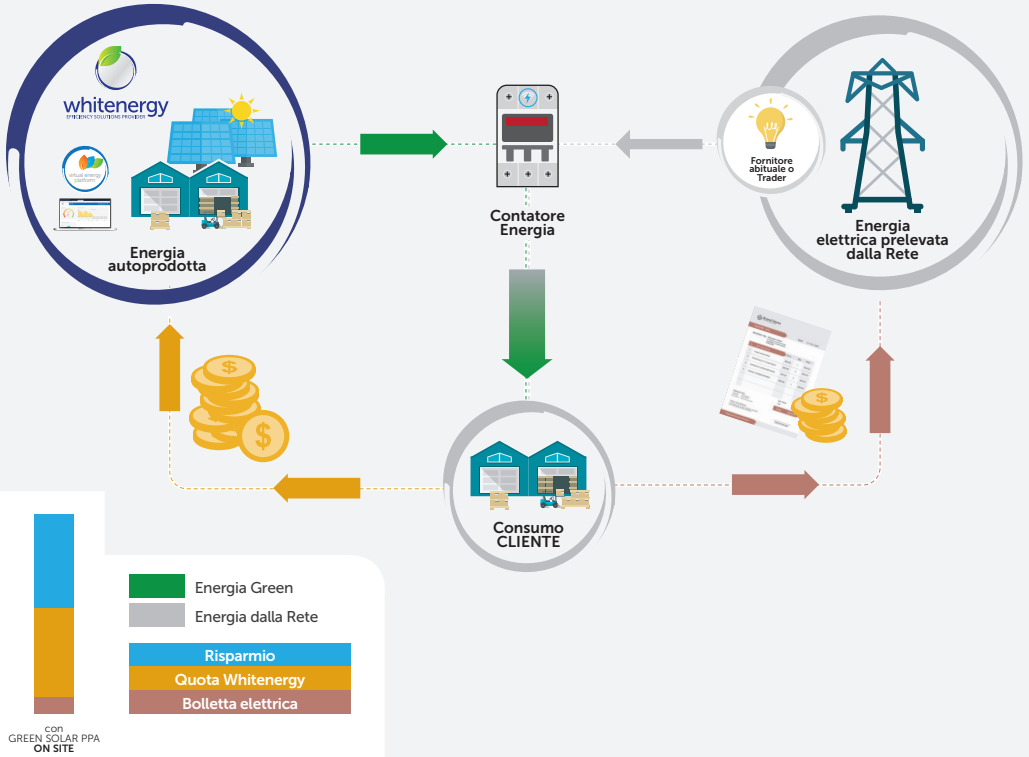 whitenergy
EFFICIENCY SOLUTIONS PROVIDER
virtual energy
platform
Energia
autoprodotta
Contatore
Energia
Fornitore
abituale o
Trader
Energia
elettrica prelevata
dalla Rete
$
$
$
Consumo
CLIENTE
Energia Green
Energia dalla Rete
Risparmio
Quota Whitenergy
Bolletta elettrica
con
GREEN SOLAR PPA
ON SITE